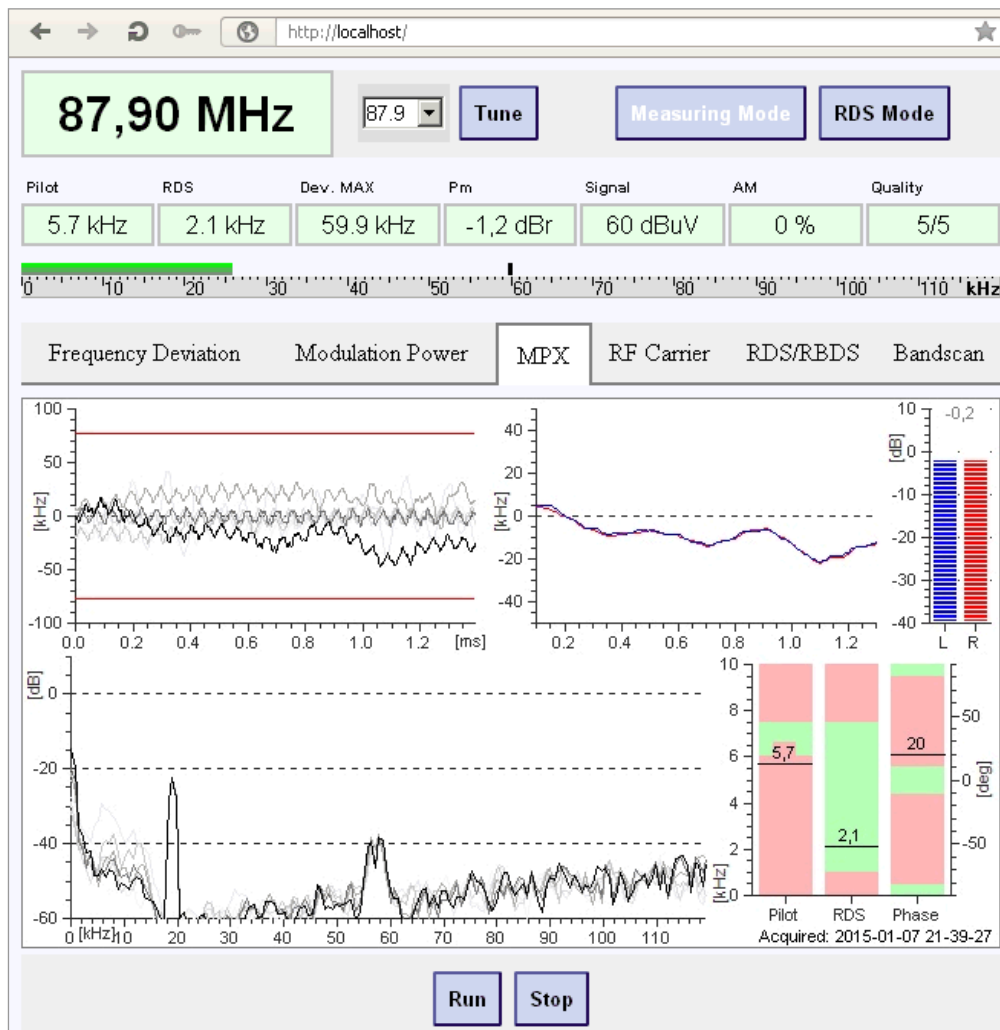 http://localhost/
87,90 MHz
87.9
Tune
Measuring Mode
RDS Mode
Pilot RDS Dev. MAX Pm Signal AM Quality
5.7 kHz 2.1 kHz 59.9 kHz -1,2 dBr 60 dBuV 0 % 5/5
0 10 20 30 40 50 60 70 80 90 100 110 kHz
Frequency Deviation Modulation Power MPX RF Carrier RDS/RBDS Bandscan
100
50
0
-50
-100
[kHz]
0.0 0.2 0.4 0.6 0.8 1.0 1.2 [ms]
40
20
0
-20
-40
[kHz]
0.2 0.4 0.6 0.8 1.0 1.2
10
0
-10
-20
-30
-40
[dB]
-0,2
L R
[dB]
0
-20
-40
-60
0 [kHz] 10 20 30 40 50 60 70 80 90 100 110
10
8
6
4
2
0
[kHz]
5,7
2,1
20
50
0
-50
[deg]
Pilot RDS Phase
Acquired: 2015-01-07 21-39-27
Run Stop